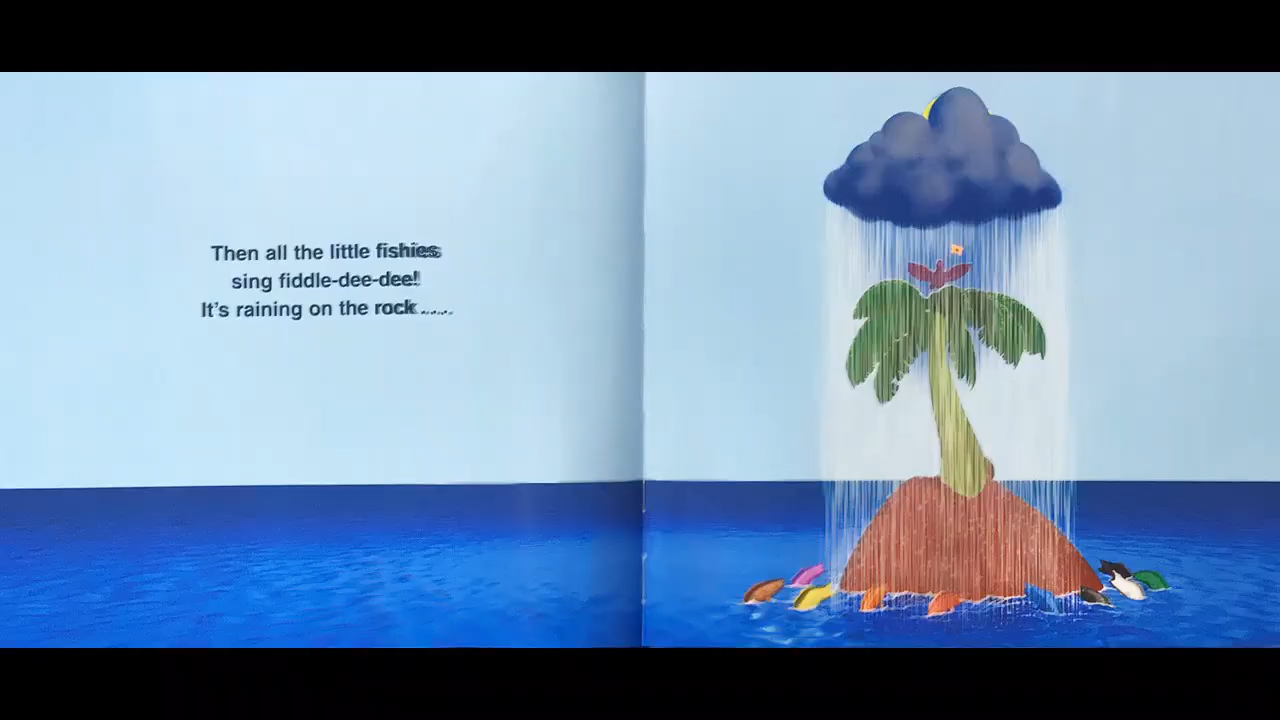 Then all the little fishies
sing fiddle-dee-dee!
It's raining on the rock......